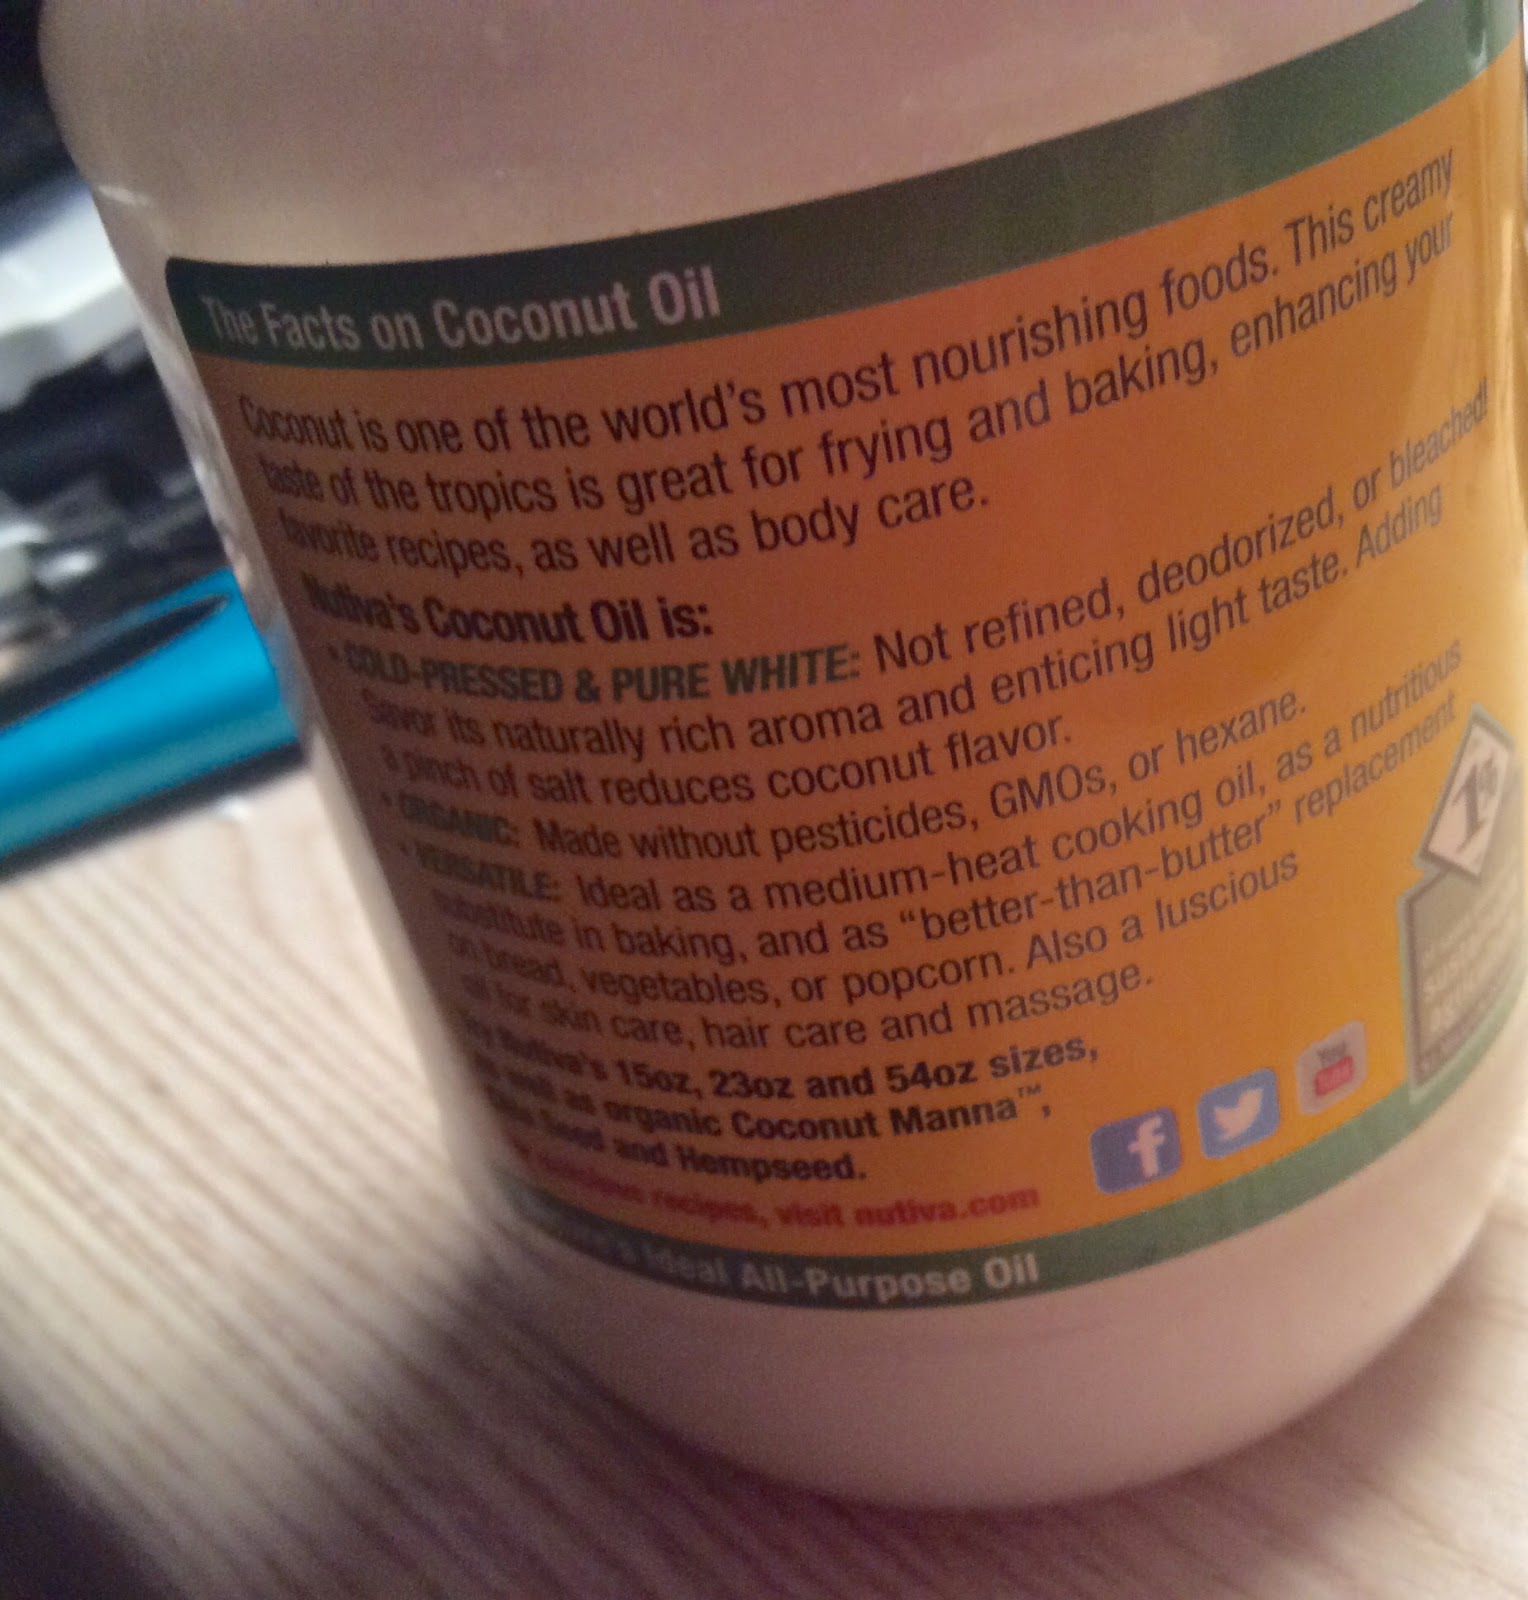 The Facts on Coconut Oil
Coconut is one of the world's most nourishing foods. This creamy
taste of the tropics is great for frying and baking, enhancing your
favorite recipes, as well as body care.
Nutiva's Coconut Oil is:
• COLD-PRESSED & PURE WHITE: Not refined, deodorized, or bleached!
Savor its naturally rich aroma and enticing light taste. Adding
a pinch of salt reduces coconut flavor.
• ORGANIC: Made without pesticides, GMOs, or hexane.
• VERSATILE: Ideal as a medium-heat cooking oil, as a nutritious
substitute in baking, and as “better-than-butter” replacement
on bread, vegetables, or popcorn. Also a luscious
oil for skin care, hair care and massage.
Try Nutiva's 15oz, 23oz and 54oz sizes,
as well as organic Coconut Manna™,
Seed and Hempseed.
recipes, visit nutiva.com
Ideal All-Purpose Oil
f
You
Tube
1%